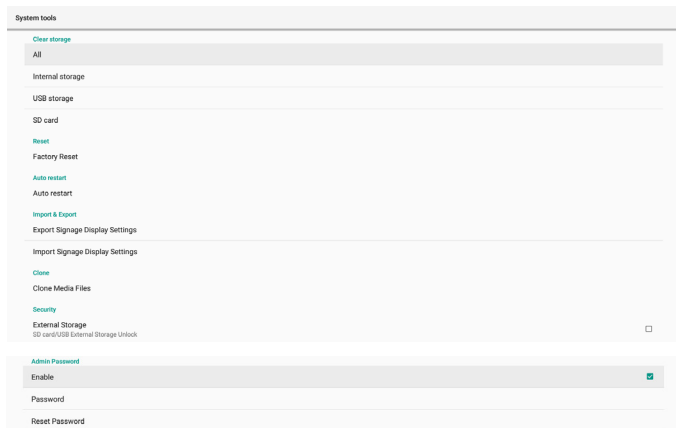 System tools
Clear storage
All
Internal storage
USB storage
SD card
Reset
Factory Reset
Auto restart
Auto restart
Import & Export
Export Signage Display Settings
Import Signage Display Settings
Clone
Clone Media Files
Security
External Storage
SD card/USB External Storage Unlock
Admin Password
Enable
Password
Reset Password